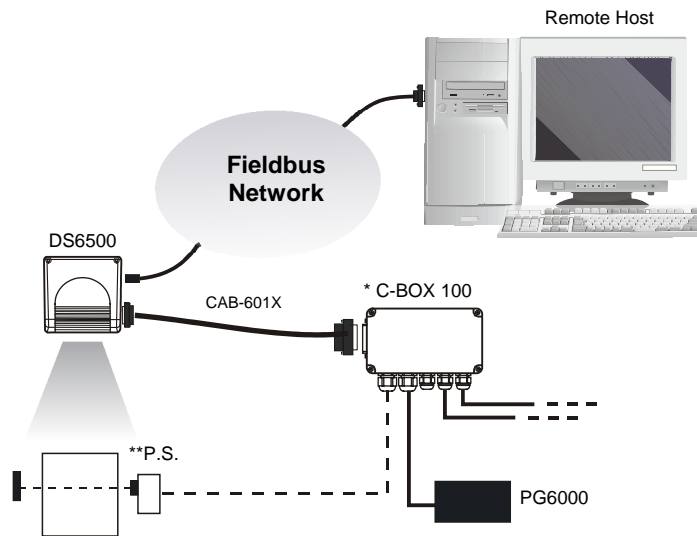 Remote Host
Fieldbus
Network
DS6500
CAB-601X
* C-BOX 100
**P.S.
PG6000